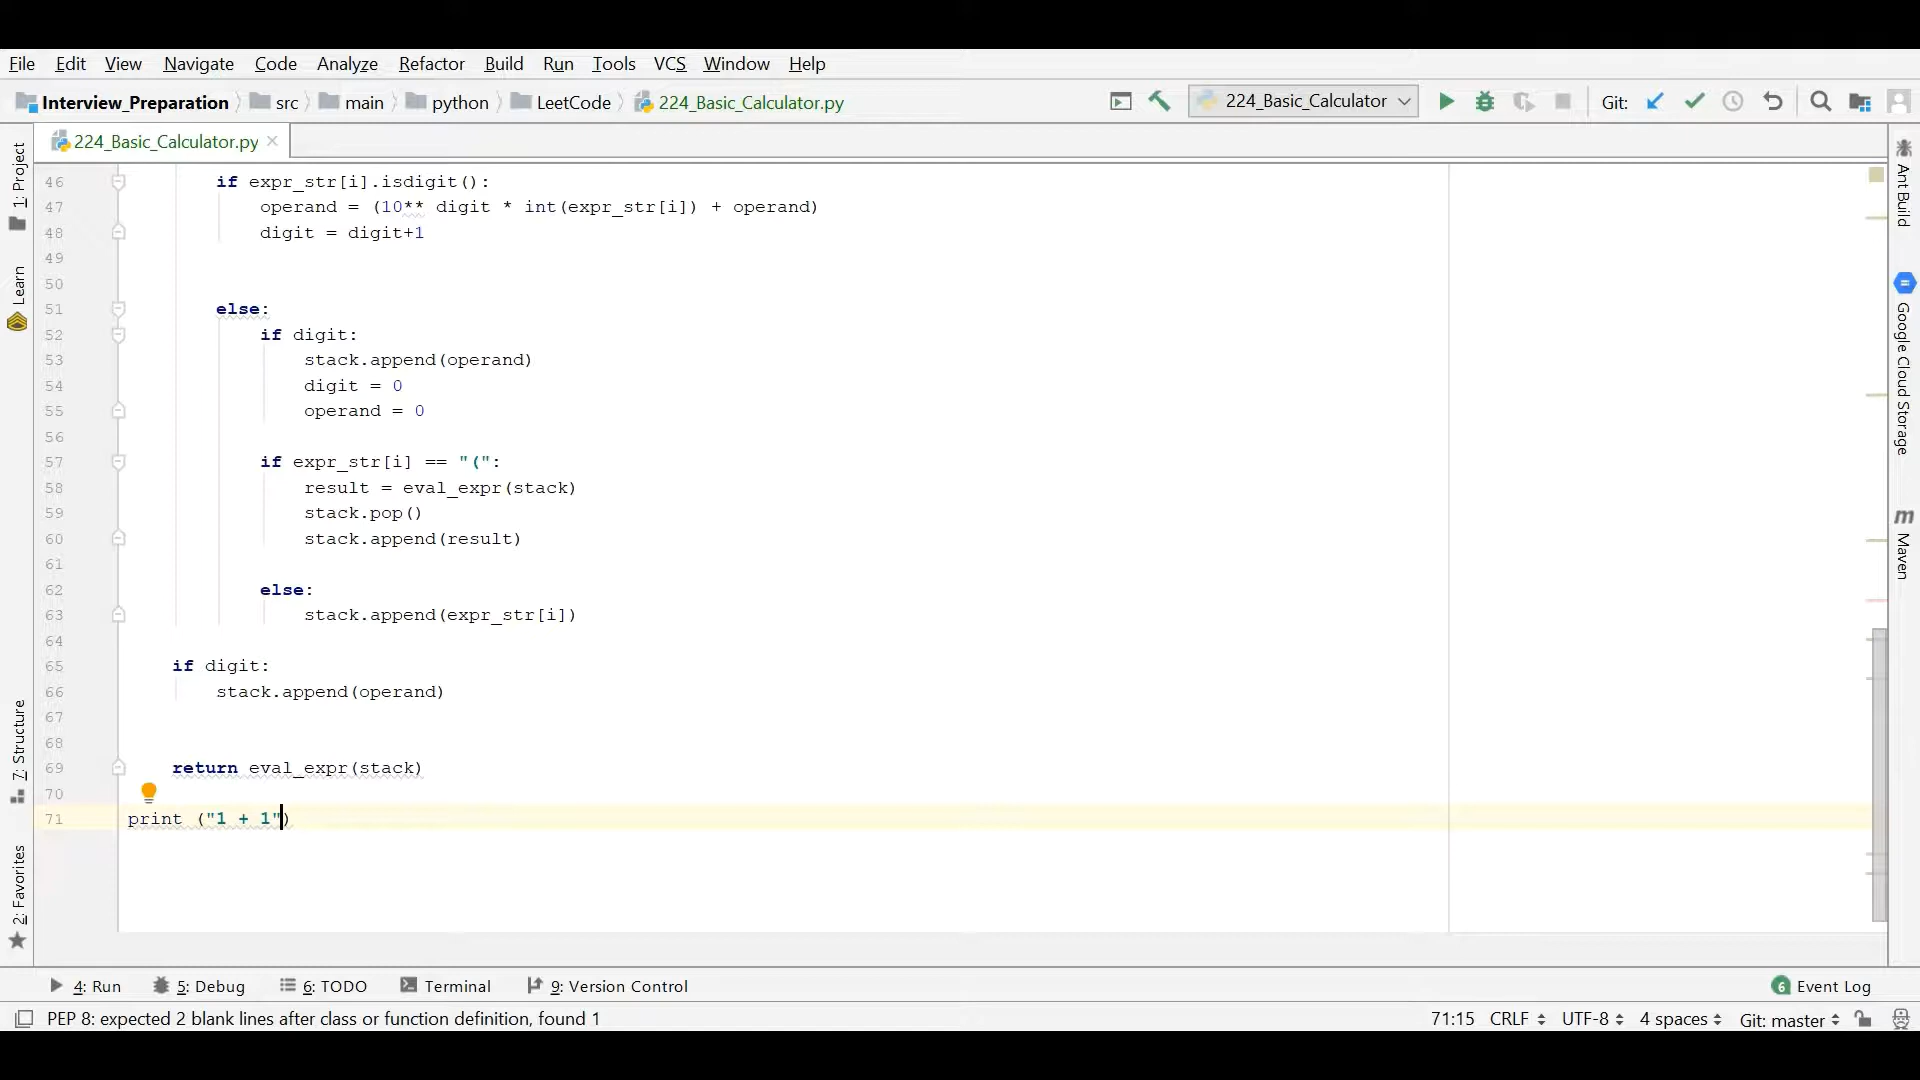 File Edit View Navigate Code Analyze Refactor Build Run Tools VCS Window Help
Interview_Preparation src main python LeetCode 224_Basic_Calculator.py 224_Basic_Calculator Git:
224_Basic_Calculator.py
1: Project
Learn
7: Structure
2: Favorites
46 if expr_str[i].isdigit():
47 operand = (10** digit * int(expr_str[i]) + operand)
48 digit = digit+1
49
50
51 else:
52 if digit:
53 stack.append(operand)
54 digit = 0
55 operand = 0
56
57 if expr_str[i] == "(":
58 result = eval_expr(stack)
59 stack.pop()
60 stack.append(result)
61
62 else:
63 stack.append(expr_str[i])
64
65 if digit:
66 stack.append(operand)
67
68
69 return eval_expr(stack)
70
71 print ("1 + 1")
Ant Build
Google Cloud Storage
m
Maven
4: Run 5: Debug 6: TODO Terminal 9: Version Control 6 Event Log
PEP 8: expected 2 blank lines after class or function definition, found 1 71:15 CRLF UTF-8 4 spaces Git: master